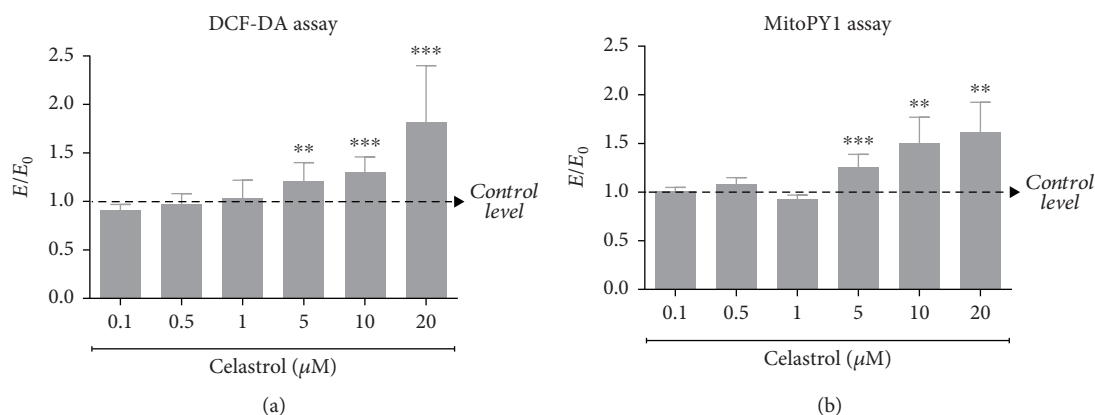 DCF-DA assay
2.5
2.0
1.5
1.0
0.5
0.0
E/E0
**
***
***
Control
level
0.1 0.5 1 5 10 20
Celastrol (μM)
(a)
MitoPY1 assay
2.5
2.0
1.5
1.0
0.5
0.0
E/E0
***
**
**
Control
level
0.1 0.5 1 5 10 20
Celastrol (μM)
(b)